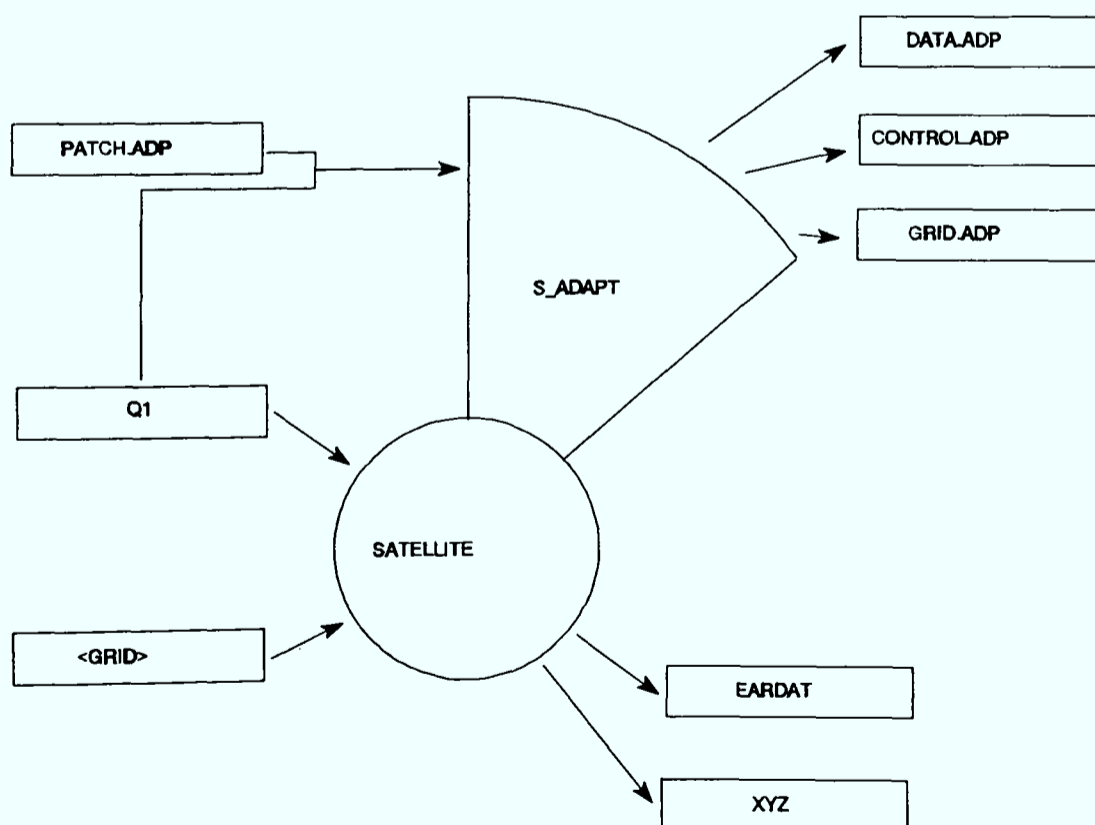 DATA.ADP
PATCH.ADP
CONTROL.ADP
GRID.ADP
S_ADAPT
Q1
SATELLITE
<GRID>
EARDAT
XYZ